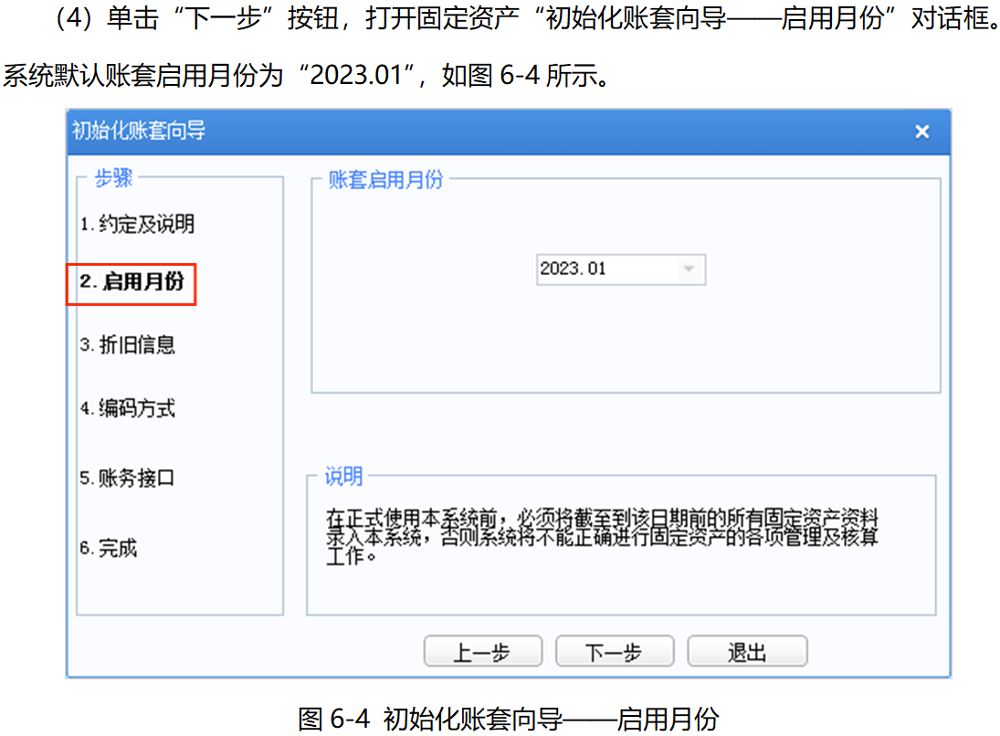 （4）单击“下一步”按钮，打开固定资产“初始化账套向导——启用月份”对话框。
系统默认账套启用月份为“2023.01”，如图 6-4 所示。
初始化账套向导
步骤
1.约定及说明
2.启用月份
3.折旧信息
4.编码方式
5.账务接口
6.完成
账套启用月份
2023.01
说明
在正式使用本系统前，必须将截至到该日期前的所有固定资产资料
录入本系统，否则系统将不能正确进行固定资产的各项管理及核算
工作。
上一步
下一步
退出
图 6-4 初始化账套向导——启用月份